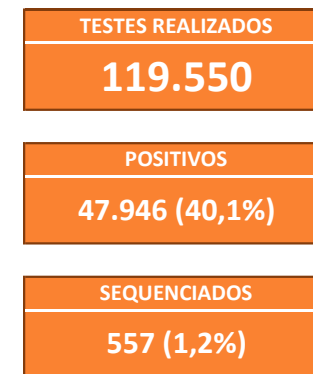 TESTES REALIZADOS
119.550
POSITIVOS
47.946 (40,1%)
SEQUENCIADOS
557 (1,2%)